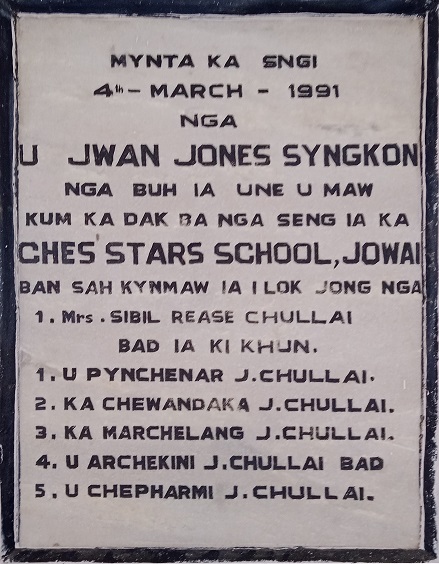 MYNTA KA SNGI
4th - MARCH - 1991
NGA
U JWAN JONES SYNGKON
NGA BUH IA UNE U MAW
KUM KA DAK BA NGA SENG IA KA
CHES' STARS SCHOOL, JOWAI
BAN SAH KYNMAW IA I LOK JONG NGA
1. Mrs. SIBIL REASE CHULLAI
BAD IA KI KHUN.
1. U PYNCHENAR J. CHULLAI.
2. KA CHEWANDAKA J. CHULLAI.
3. KA MARCHELANG J. CHULLAI.
4. U ARCHEKINI J. CHULLAI BAD
5. U CHEPHARMI J. CHULLAI.